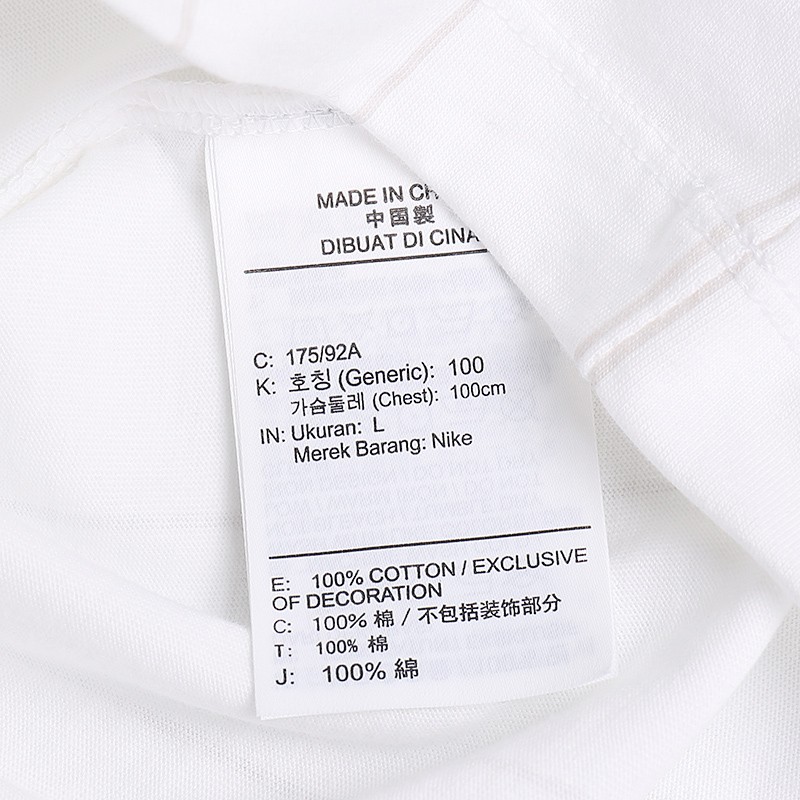 MADE IN CH
中国製
DIBUAT DI CINA
C: 175/92A
K: 호칭 (Generic): 100
가슴둘레 (Chest): 100cm
IN: Ukuran: L
Merek Barang: Nike
E: 100% COTTON / EXCLUSIVE
OF DECORATION
C: 100% 棉 / 不包括装饰部分
T: 100% 棉
J: 100% 綿